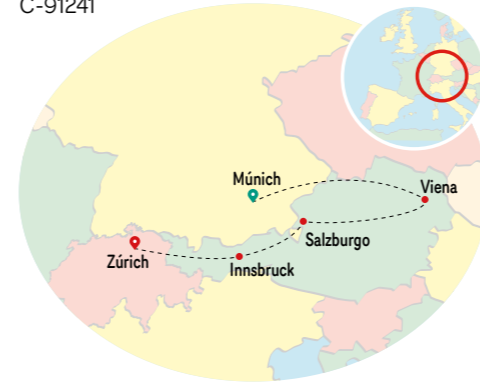 C-91241
Múnich
Viena
Salzburgo
Zúrich
Innsbruck